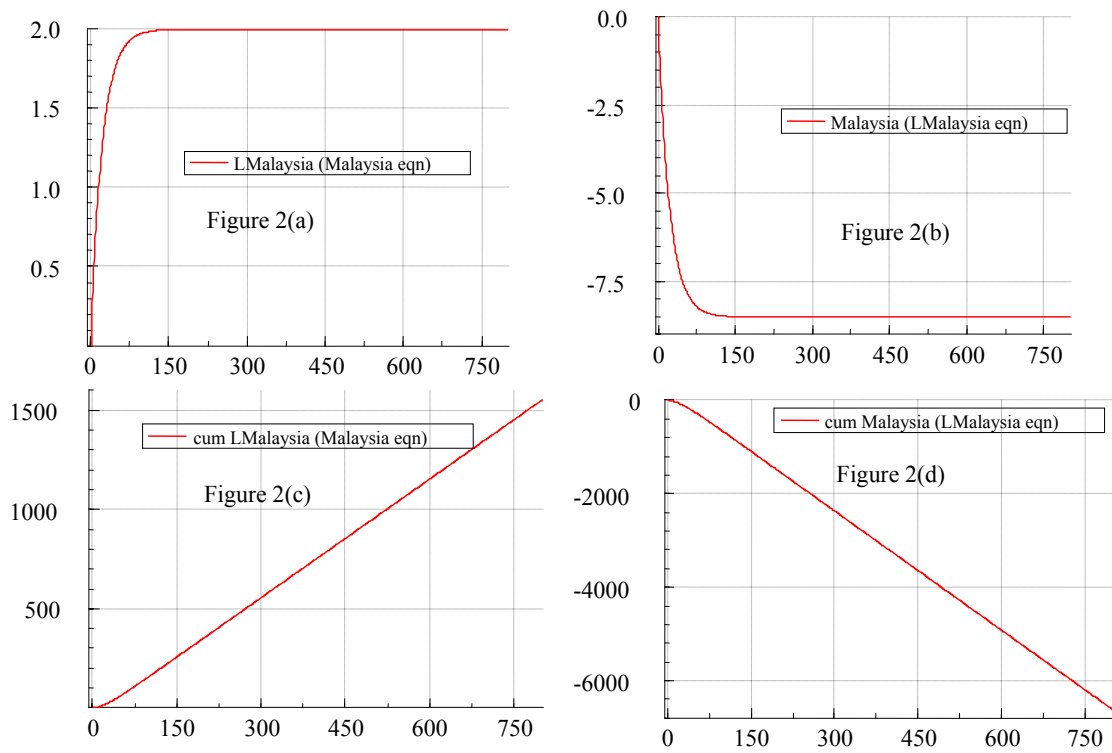 2.0
1.5
1.0
0.5
LMalaysia (Malaysia eqn)
Figure 2(a)
0 150 300 450 600 750
0.0
-2.5
-5.0
-7.5
Malaysia (LMalaysia eqn)
Figure 2(b)
0 150 300 450 600 750
1500
1000
500
cum LMalaysia (Malaysia eqn)
Figure 2(c)
0 150 300 450 600 750
0
-2000
-4000
-6000
cum Malaysia (LMalaysia eqn)
Figure 2(d)
0 150 300 450 600 750